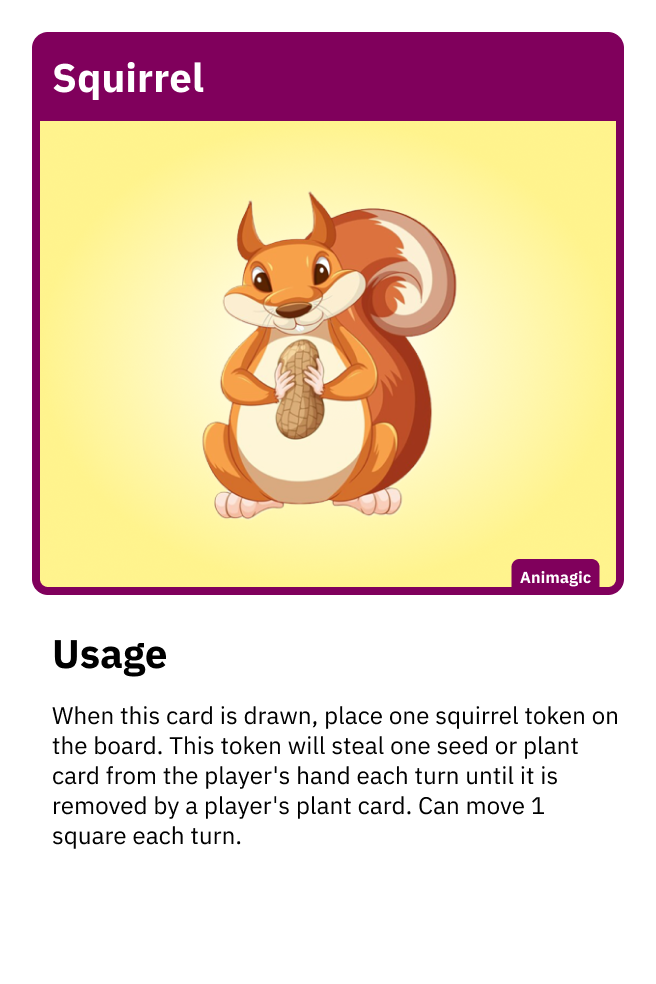 Squirrel
Animagic
Usage
When this card is drawn, place one squirrel token on
the board. This token will steal one seed or plant
card from the player's hand each turn until it is
removed by a player's plant card. Can move 1
square each turn.